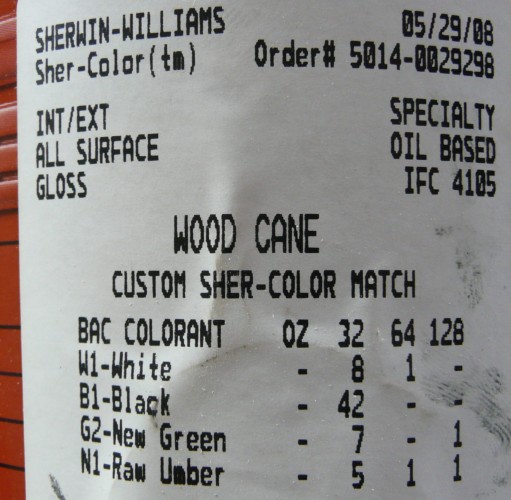 SHERWIN-WILLIAMS 05/29/08
Sher-Color(tm) Order# 5014-0029298
INT/EXT SPECIALTY
ALL SURFACE OIL BASED
GLOSS IFC 4105
WOOD CANE
CUSTOM SHER-COLOR MATCH
BAC COLORANT OZ 32 64 128
W1-White - 8 1 -
B1-Black - 42 - -
G2-New Green - 7 - 1
N1-Raw Umber - 5 1 1